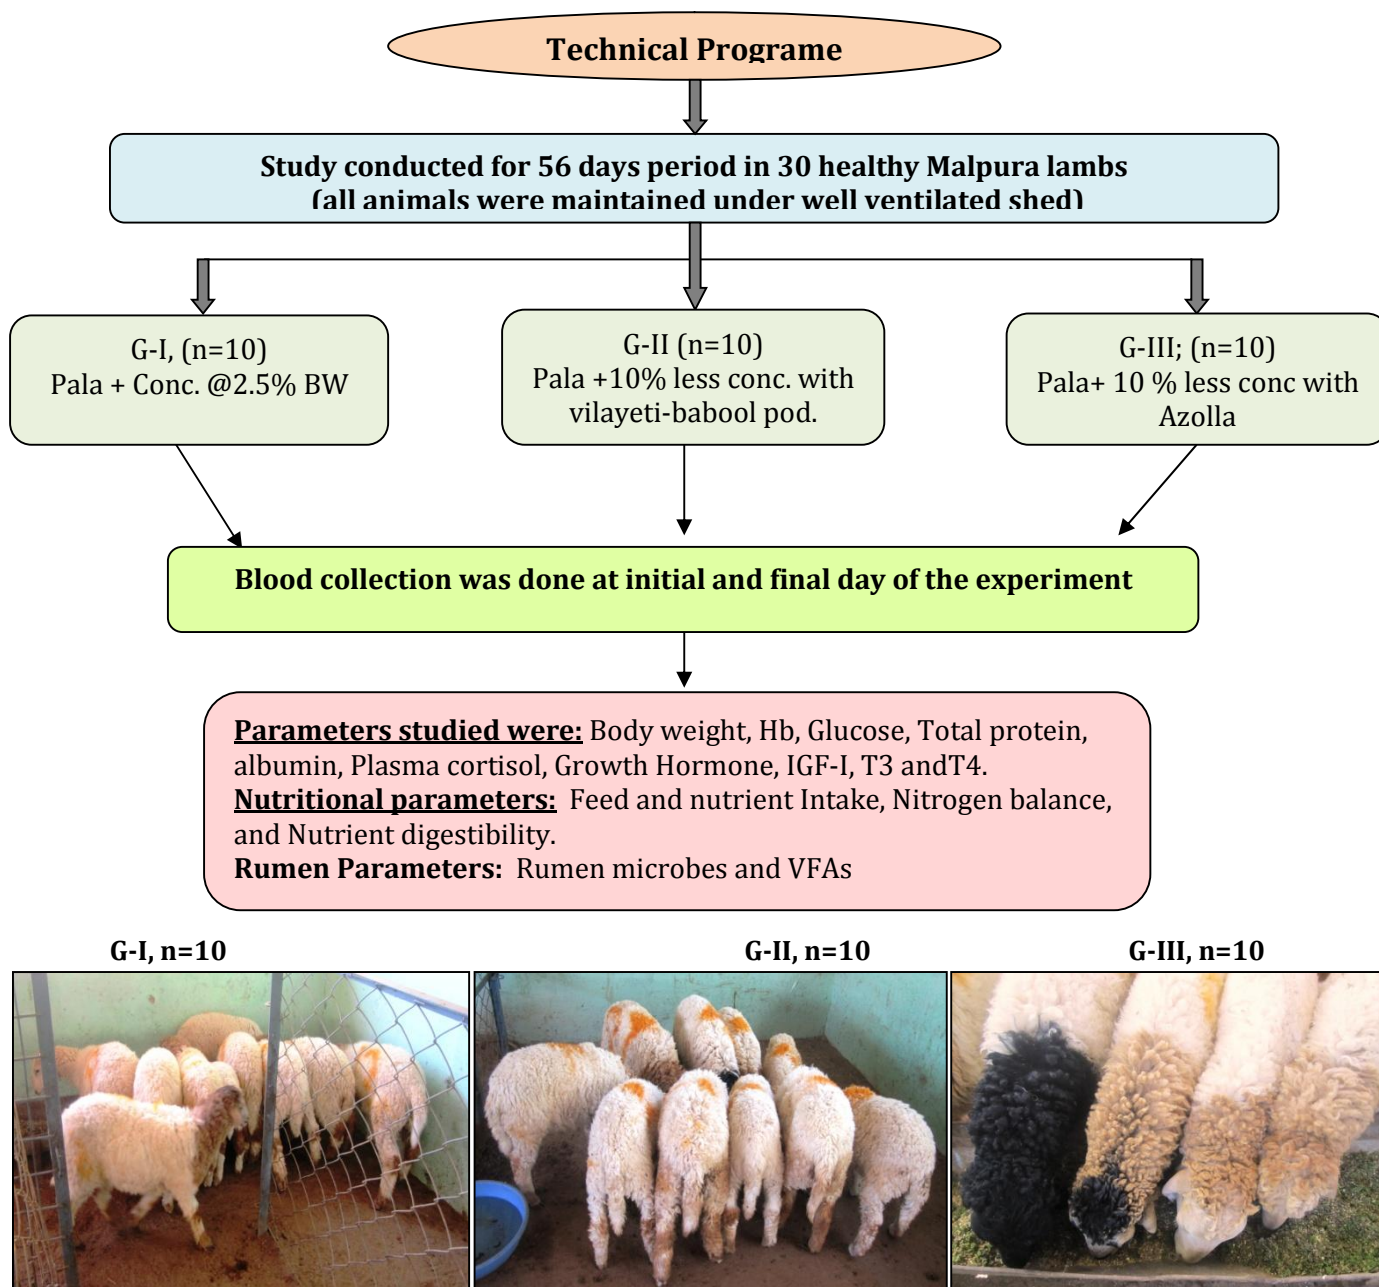 Technical Programe
Study conducted for 56 days period in 30 healthy Malpura lambs
(all animals were maintained under well ventilated shed)
G-I, (n=10)
Pala + Conc. @2.5% BW
G-II (n=10)
Pala +10% less conc. with
vilayeti-babool pod.
G-III; (n=10)
Pala+ 10 % less conc with
Azolla
Blood collection was done at initial and final day of the experiment
Parameters studied were: Body weight, Hb, Glucose, Total protein,
albumin, Plasma cortisol, Growth Hormone, IGF-I, T3 andT4.
Nutritional parameters: Feed and nutrient Intake, Nitrogen balance,
and Nutrient digestibility.
Rumen Parameters: Rumen microbes and VFAs
G-I, n=10
G-II, n=10
G-III, n=10